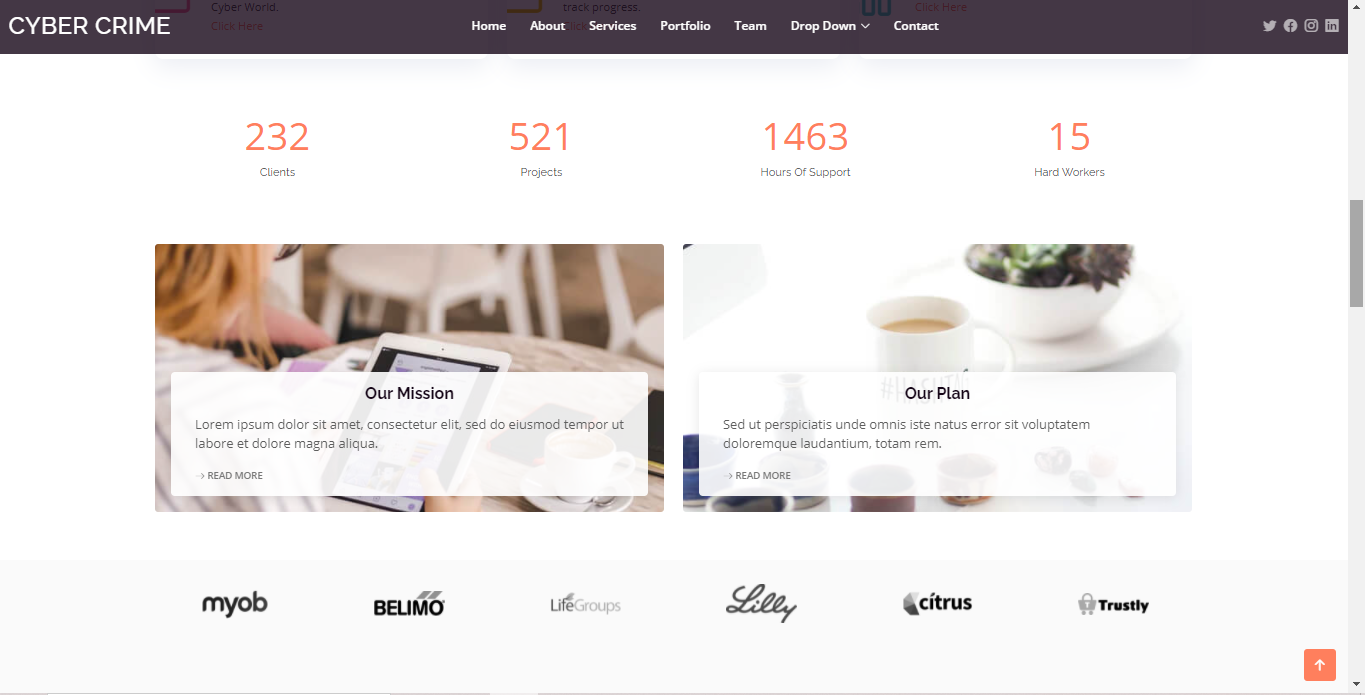 Cyber World.
track progress.
Click Here
CYBER CRIME
Home About Services Portfolio Team Drop Down Contact
Click Here
Click
232
521
1463
15
Clients
Projects
Hours Of Support
Hard Workers
#HASHTAG
Our Mission
Lorem ipsum dolor sit amet, consectetur elit, sed do eiusmod tempor ut
labore et dolore magna aliqua.
→ READ MORE
Our Plan
Sed ut perspiciatis unde omnis iste natus error sit voluptatem
doloremque laudantium, totam rem.
→ READ MORE
myob
BELIMO
LifeGroups
Lilly
citrus
Trustly